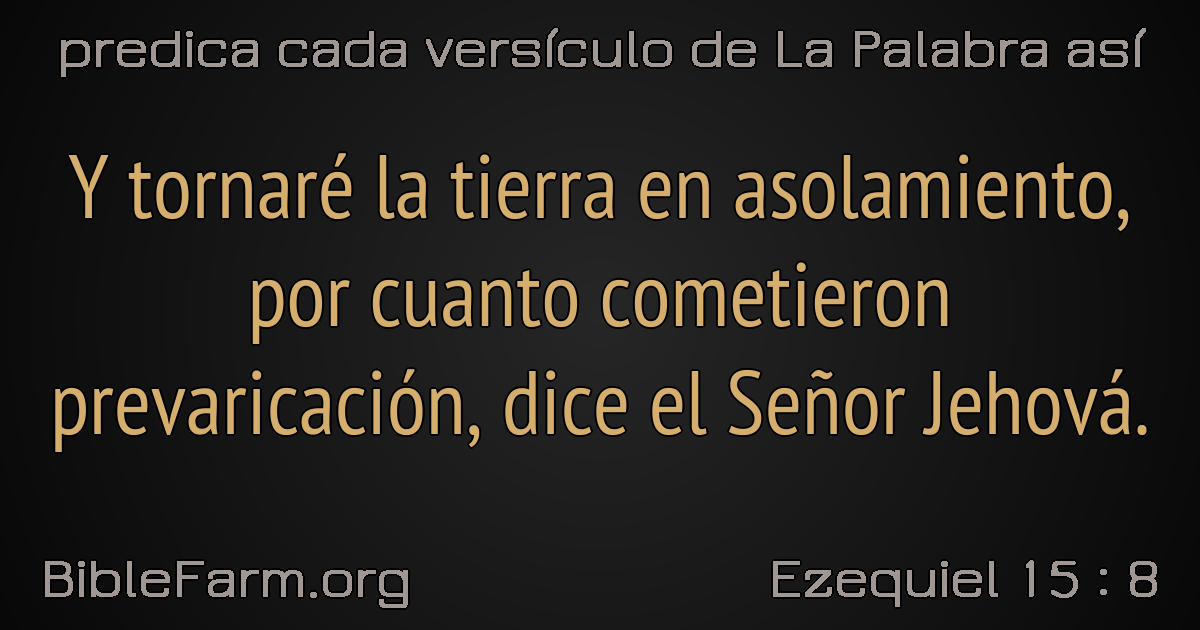 predica cada versículo de La Palabra así
Y tornaré la tierra en asolamiento,
por cuanto cometieron
prevaricación, dice el Señor Jehová.
BibleFarm.org
Ezequiel 15 : 8